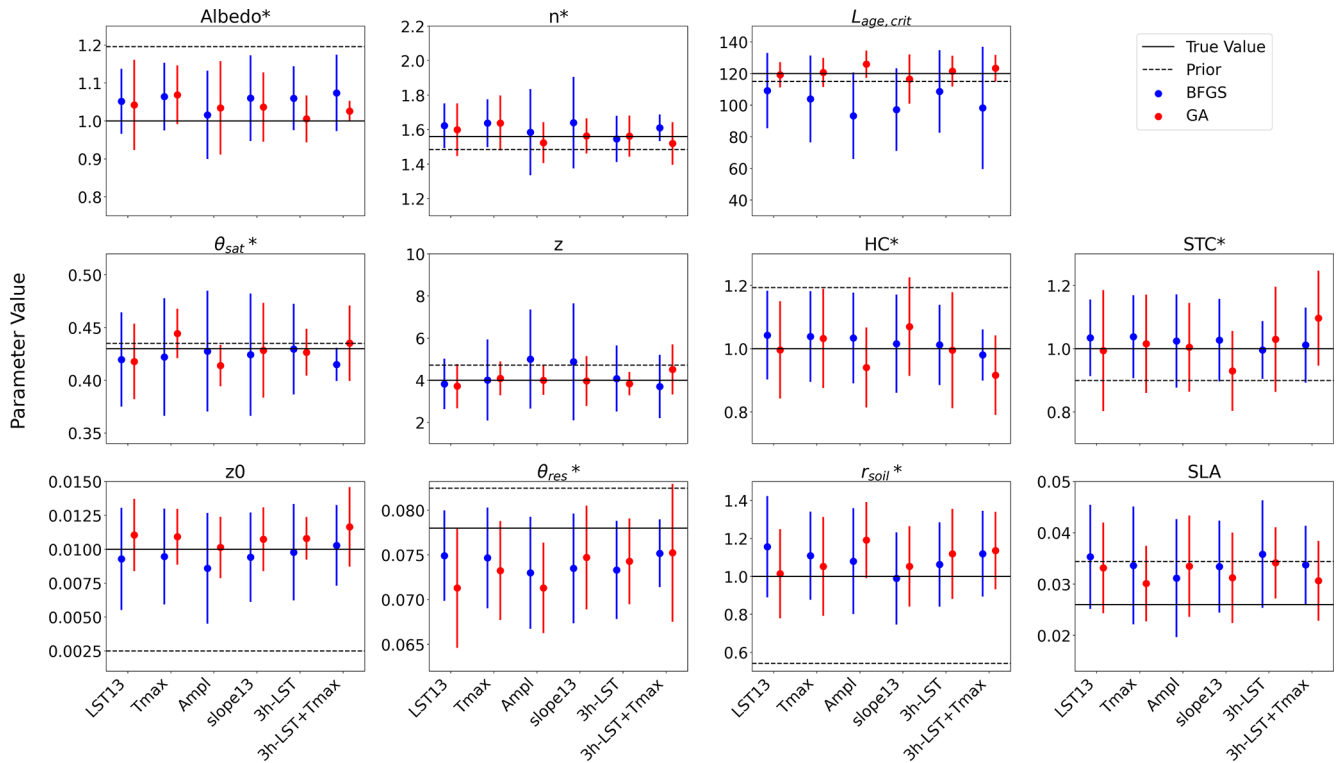 Albedo*
n*
L_age,crit
True Value
Prior
BFGS
GA
1.2
1.1
1.0
0.9
0.8
2.2
2.0
1.8
1.6
1.4
1.2
140
120
100
80
60
40
Parameter Value
θ_sat*
z
HC*
STC*
0.50
0.45
0.40
0.35
10
8
6
4
2
1.2
1.0
0.8
1.2
1.0
0.8
z0
θ_res*
r_soil*
SLA
0.0150
0.0125
0.0100
0.0075
0.0050
0.0025
0.080
0.075
0.070
0.065
1.4
1.2
1.0
0.8
0.6
0.05
0.04
0.03
0.02
LST13
Tmax
Ampl
slope13
3h-LST
3h-LST+Tmax
LST13
Tmax
Ampl
slope13
3h-LST
3h-LST+Tmax
LST13
Tmax
Ampl
slope13
3h-LST
3h-LST+Tmax
LST13
Tmax
Ampl
slope13
3h-LST
3h-LST+Tmax